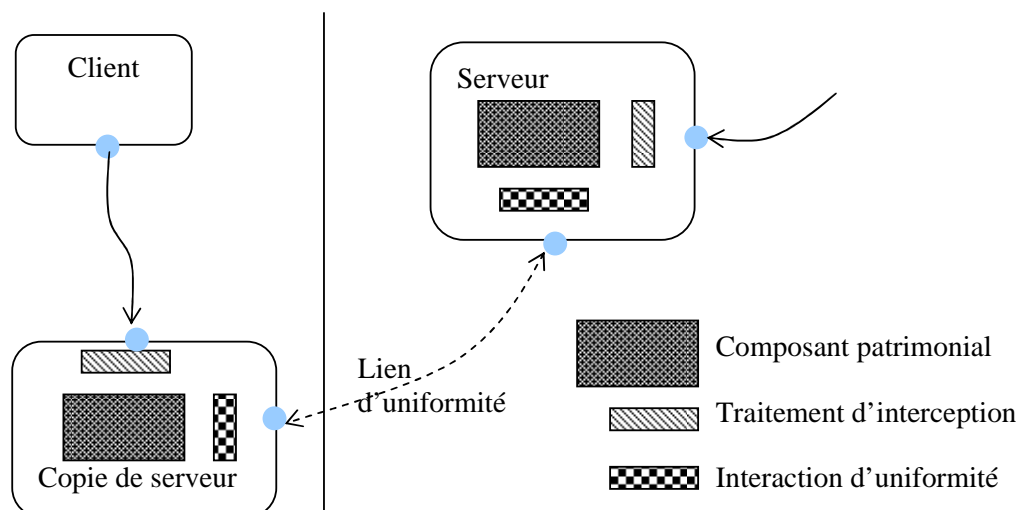 Client
Serveur
Lien
d’uniformité
Copie de serveur
Composant patrimonial
Traitement d’interception
Interaction d’uniformité